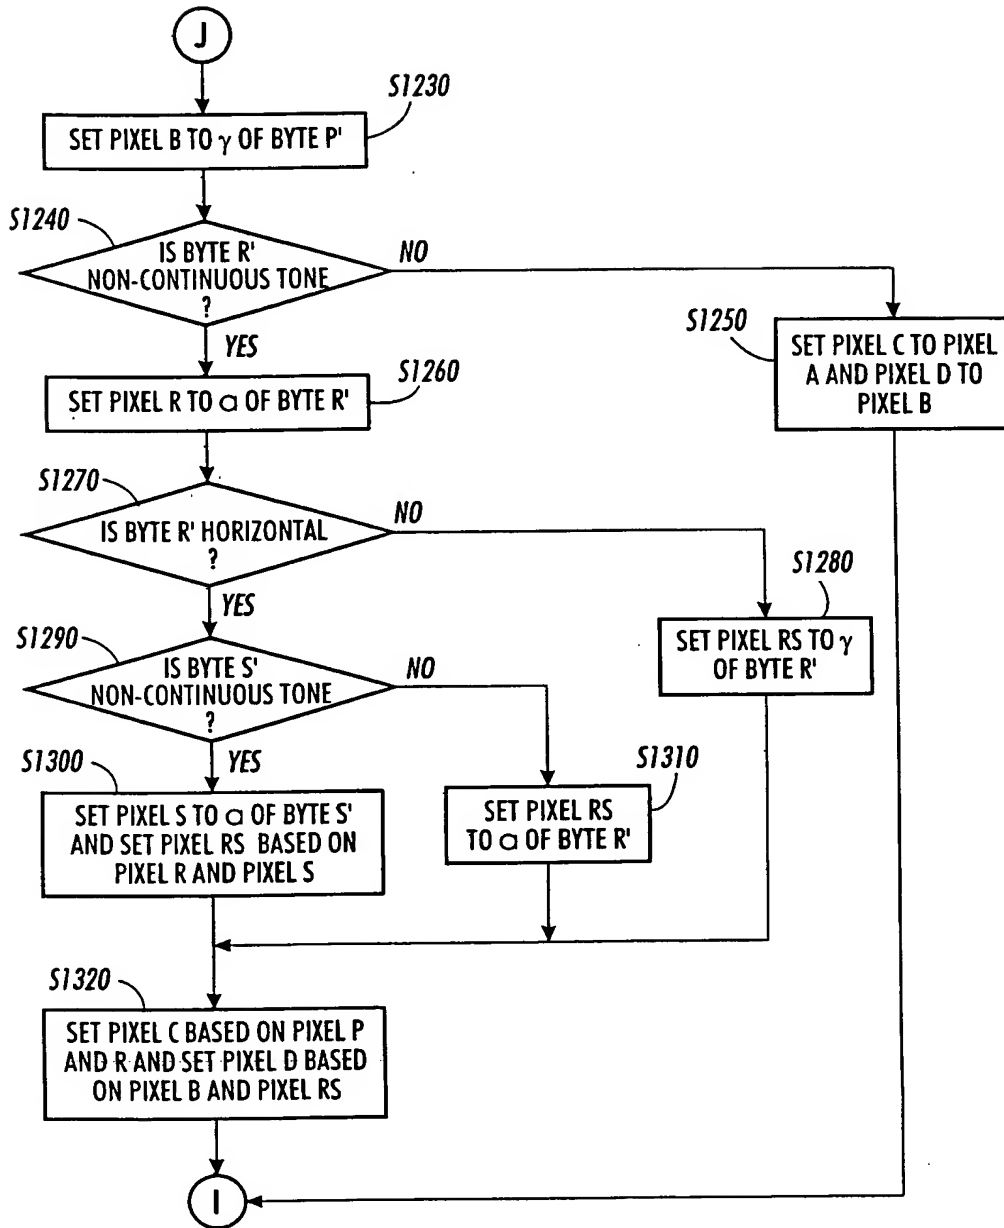 J
S1230
SET PIXEL B TO γ OF BYTE P'
S1240
IS BYTE R'
NON-CONTINUOUS TONE
?
NO
YES
S1250
SET PIXEL C TO PIXEL
A AND PIXEL D TO
PIXEL B
S1260
SET PIXEL R TO α OF BYTE R'
S1270
IS BYTE R' HORIZONTAL
?
NO
YES
S1280
SET PIXEL RS TO γ
OF BYTE R'
S1290
IS BYTE S'
NON-CONTINUOUS TONE
?
NO
YES
S1300
SET PIXEL S TO α OF BYTE S'
AND SET PIXEL RS BASED ON
PIXEL R AND PIXEL S
S1310
SET PIXEL RS
TO α OF BYTE R'
S1320
SET PIXEL C BASED ON PIXEL P
AND R AND SET PIXEL D BASED
ON PIXEL B AND PIXEL RS
I